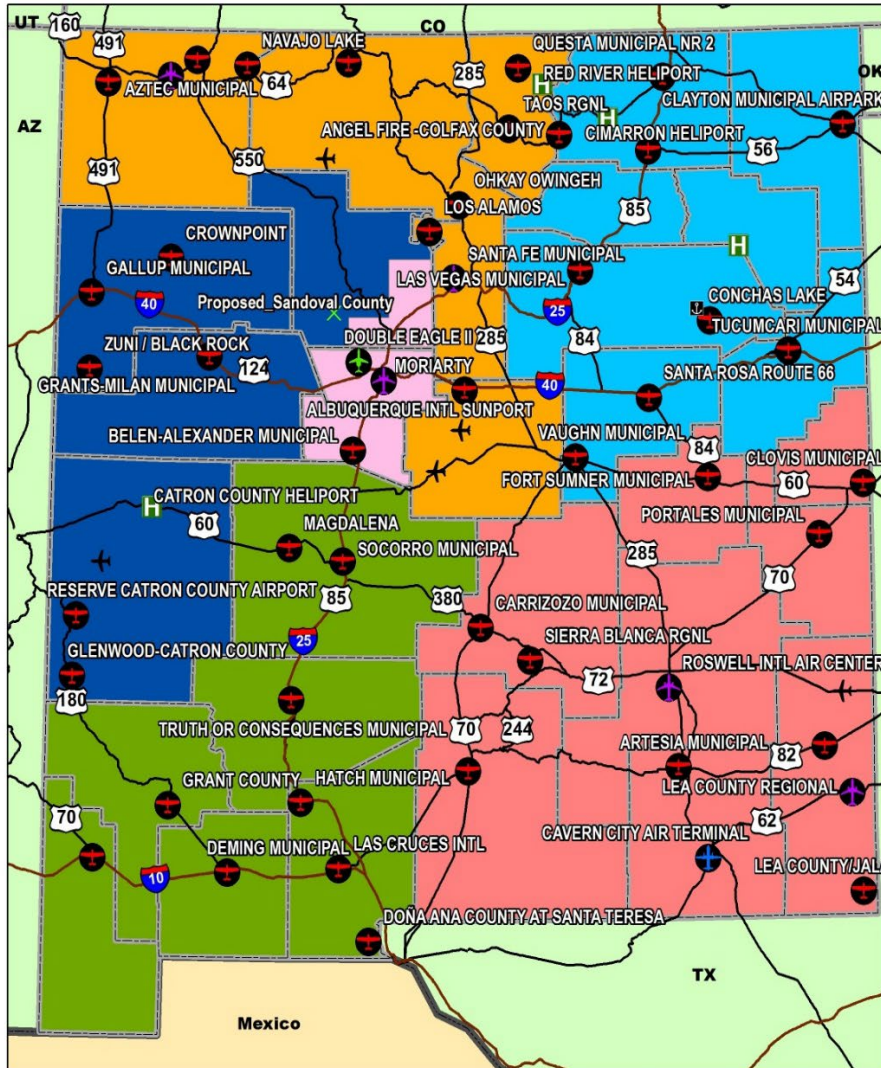 UT
160
CO
491
NAVAJO LAKE
QUESTA MUNICIPAL NR 2
285
RED RIVER HELIPORT
OK
AZTEC MUNICIPAL
64
H
TAOS RGNL
H
CLAYTON MUNICIPAL AIRPARK
AZ
ANGEL FIRE -COLFAX COUNTY
CIMARRON HELIPORT
56
491
550
OHKAY OWINGEH
85
LOS ALAMOS
CROWNPOINT
SANTA FE MUNICIPAL
H
GALLUP MUNICIPAL
LAS VEGAS MUNICIPAL
54
40
Proposed_Sandoval County
25
CONCHAS LAKE
TUCUMCARI MUNICIPAL
ZUNI / BLACK ROCK
DOUBLE EAGLE II
285
84
124
MORIARTY
GRANTS-MILAN MUNICIPAL
40
SANTA ROSA ROUTE 66
ALBUQUERQUE INTL SUNPORT
BELEN-ALEXANDER MUNICIPAL
VAUGHN MUNICIPAL
84
CLOVIS MUNICIPAL
FORT SUMNER MUNICIPAL
60
CATRON COUNTY HELIPORT
H
60
MAGDALENA
PORTALES MUNICIPAL
SOCORRO MUNICIPAL
285
70
RESERVE CATRON COUNTY AIRPORT
85
380
CARRIZOZO MUNICIPAL
25
SIERRA BLANCA RGNL
GLENWOOD-CATRON COUNTY
ROSWELL INTL AIR CENTER
72
180
TRUTH OR CONSEQUENCES MUNICIPAL
70
244
ARTESIA MUNICIPAL
82
GRANT COUNTY
HATCH MUNICIPAL
LEA COUNTY REGIONAL
70
62
CAVERN CITY AIR TERMINAL
DEMING MUNICIPAL
LAS CRUCES INTL
10
LEA COUNTY/JAL
DOÑA ANA COUNTY AT SANTA TERESA
TX
Mexico